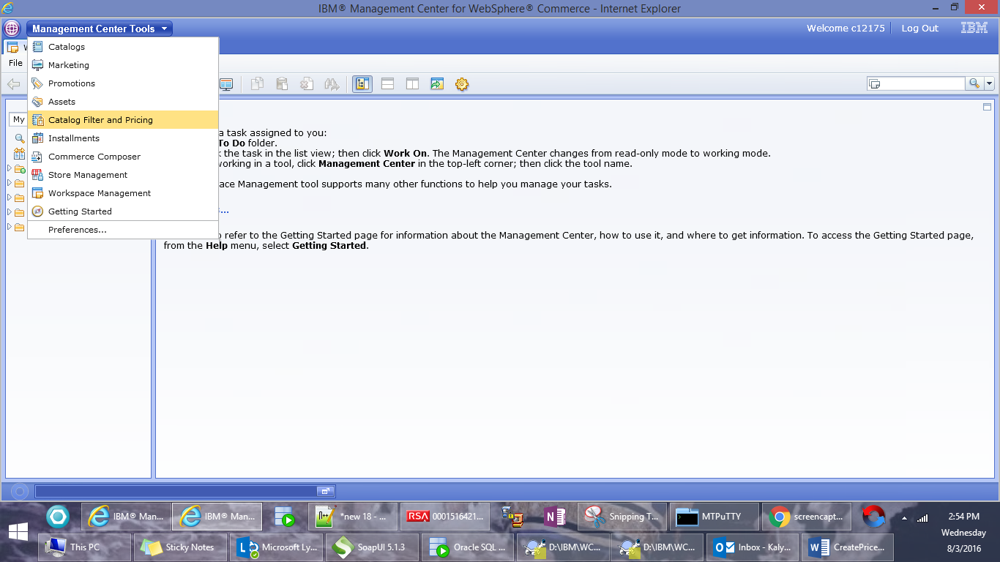 IBM® Management Center for WebSphere® Commerce - Internet Explorer
Management Center Tools
Welcome c12175
Log Out
IBM
W
File
Catalogs
Marketing
Promotions
Assets
Catalog Filter and Pricing
Installments
Commerce Composer
Store Management
Workspace Management
Getting Started
Preferences...
My
a task assigned to you:
To Do folder.
k the task in the list view; then click Work On. The Management Center changes from read-only mode to working mode.
working in a tool, click Management Center in the top-left corner; then click the tool name.
ace Management tool supports many other functions to help you manage your tasks.
...
o refer to the Getting Started page for information about the Management Center, how to use it, and where to get information. To access the Getting Started page,
from the Help menu, select Getting Started.
IBM® Man...
IBM® Man...
*new 18 - ...
RSA
0001516421...
Snipping T...
MTPuTTY
screencapt...
2:54 PM
Wednesday
8/3/2016
This PC
Sticky Notes
Microsoft Ly...
SoapUI 5.1.3
Oracle SQL ...
D:\IBM\WC...
D:\IBM\WC...
Inbox - Kaly...
CreatePrice...